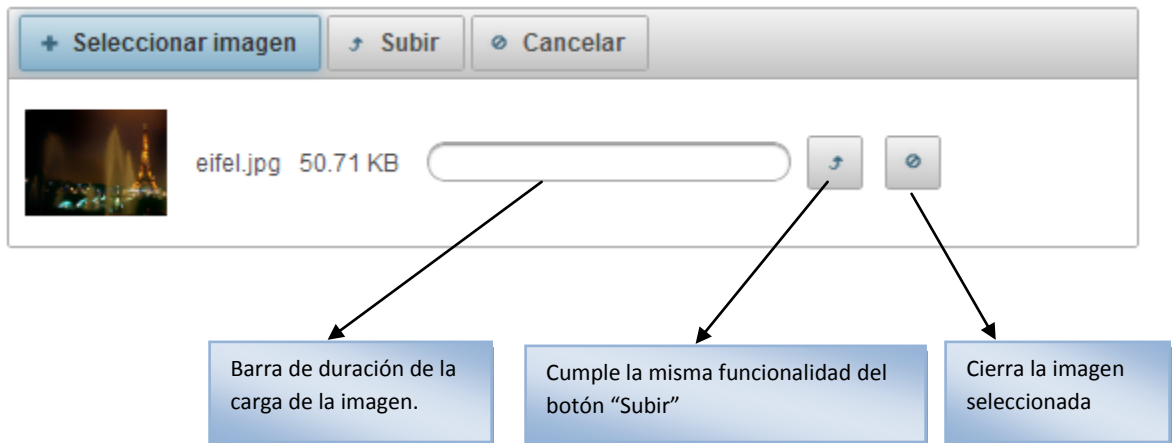 Seleccionar imagen Subir Cancelar
eifel.jpg 50.71 KB
Barra de duración de la
carga de la imagen.
Cumple la misma funcionalidad del
botón “Subir”
Cierra la imagen
seleccionada